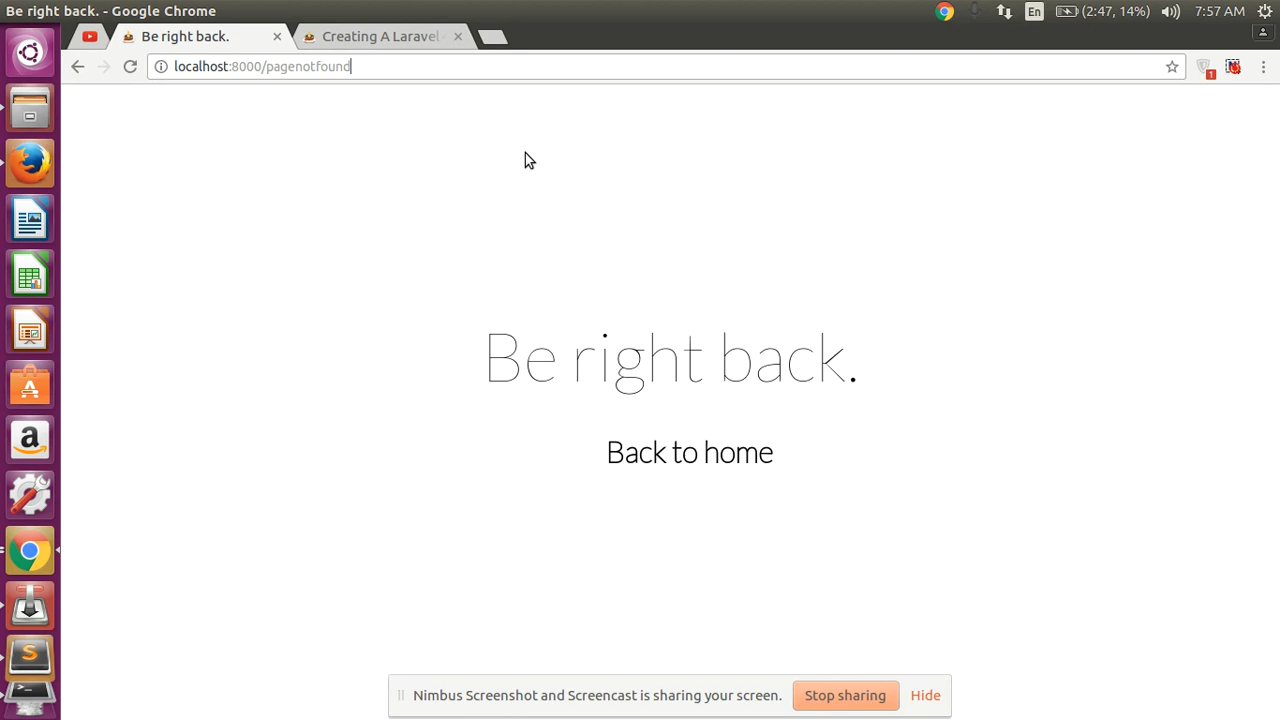 Be right back. - Google Chrome
En
(2:47, 14%)
7:57 AM
Be right back.
Creating A Laravel
localhost:8000/pagenotfound
1
Be right back.
Back to home
Nimbus Screenshot and Screencast is sharing your screen.
Stop sharing
Hide